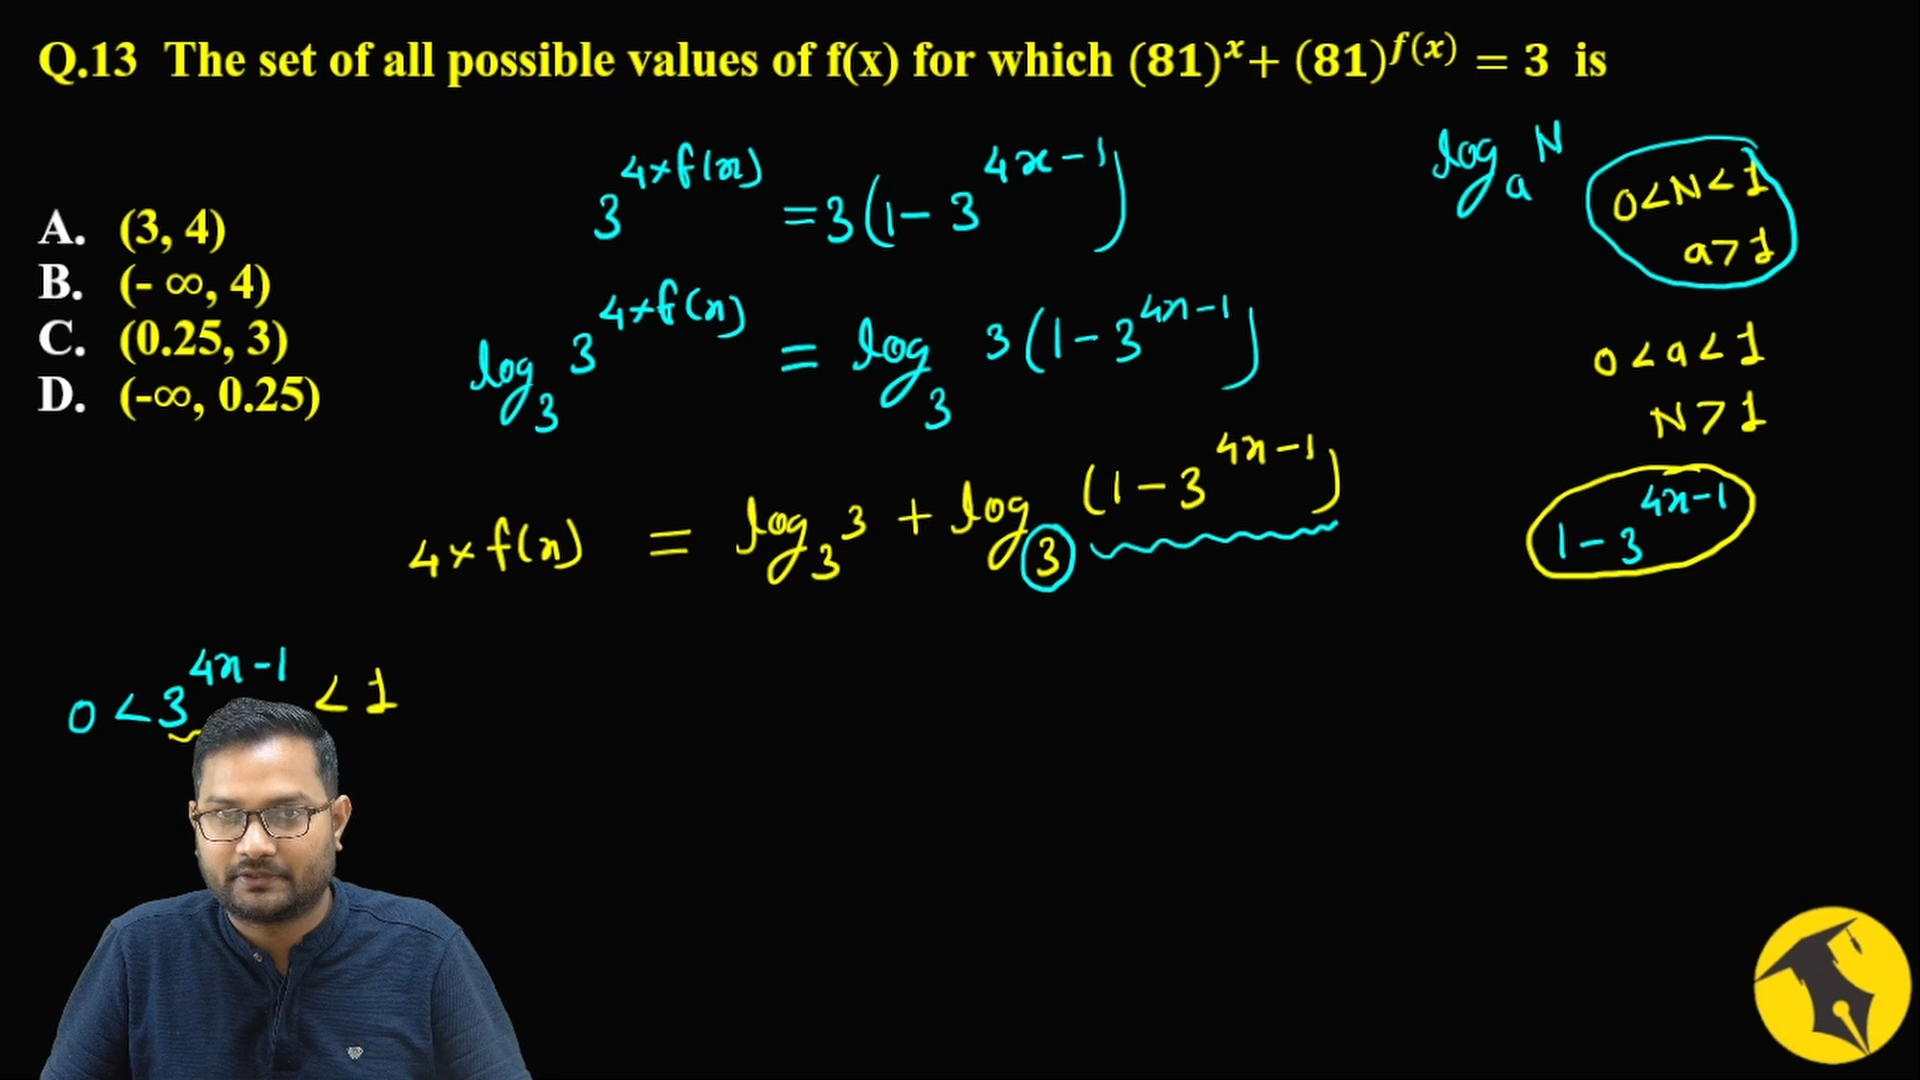 Q.13 The set of all possible values of f(x) for which (81)^x + (81)^f(x) = 3 is
A. (3, 4)
B. (- ∞, 4)
C. (0.25, 3)
D. (-∞, 0.25)
3^4×f(x) = 3(1 - 3^4x-1)
log_3 3^4×f(x) = log_3 3(1 - 3^4x-1)
4×f(x) = log_3 3 + log_3 (1 - 3^4x-1)
log_a N
0<N<1
a>1
0<a<1
N>1
1 - 3^4x-1
0 < 3^4x-1 < 1